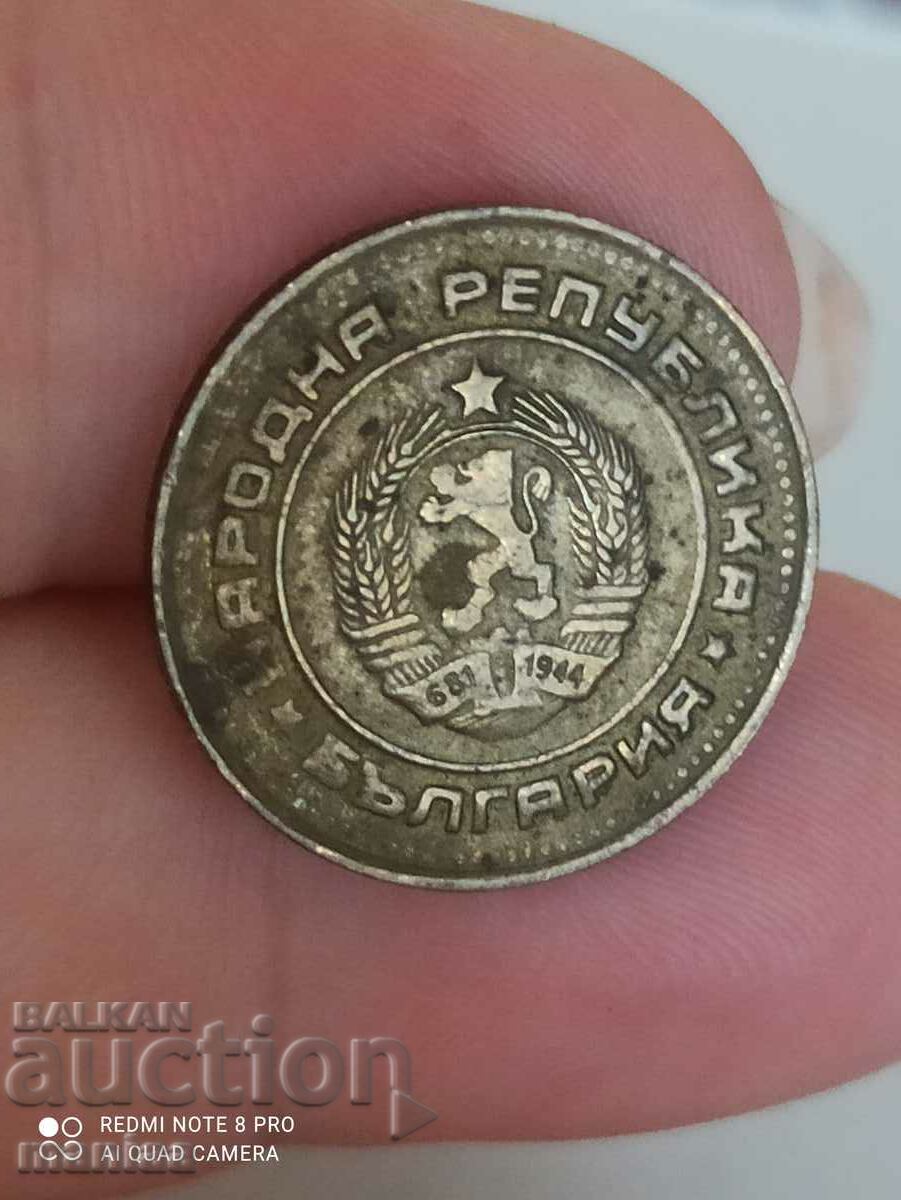 НАРОДНА РЕПУБЛИКА
БЪЛГАРИЯ
681 1944
BALKAN
auction
REDMI NOTE 8 PRO
AI QUAD CAMERA